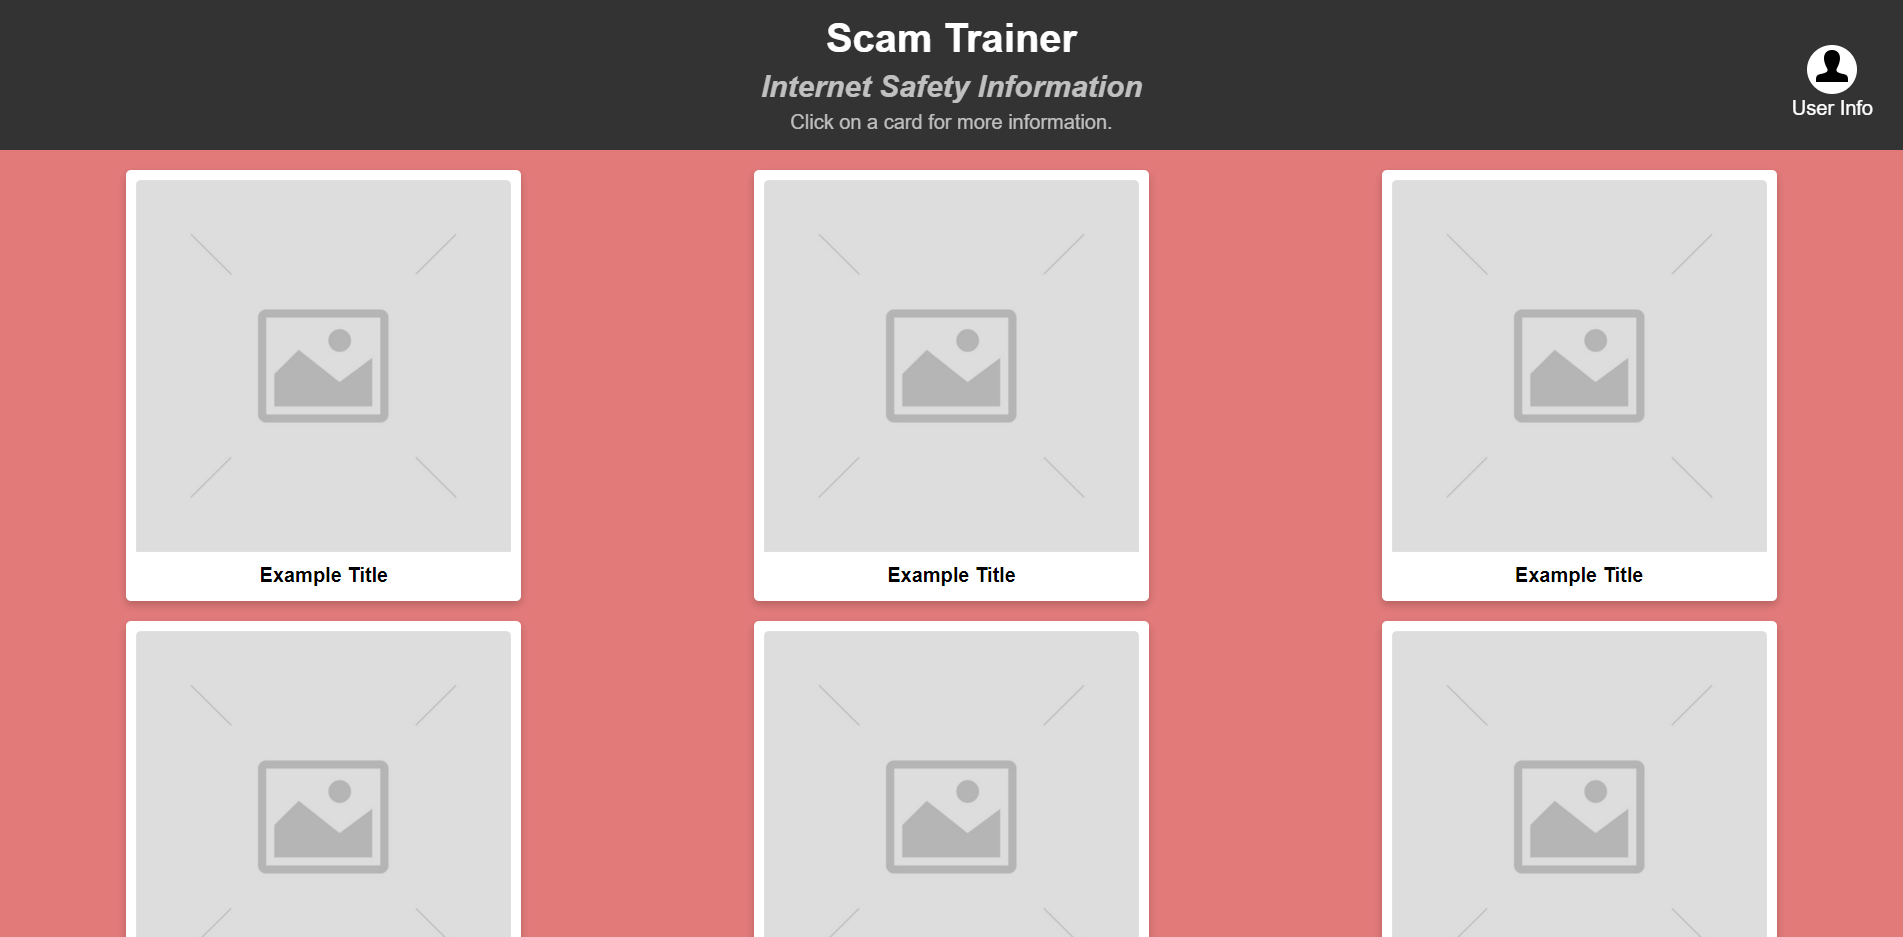 Scam Trainer
Internet Safety Information
Click on a card for more information.
User Info
Example Title
Example Title
Example Title